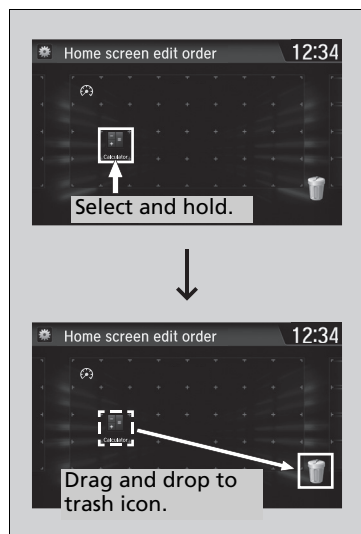 Home screen edit order 12:34
Calculator
Select and hold.
Home screen edit order 12:34
Calculator
Drag and drop to
trash icon.